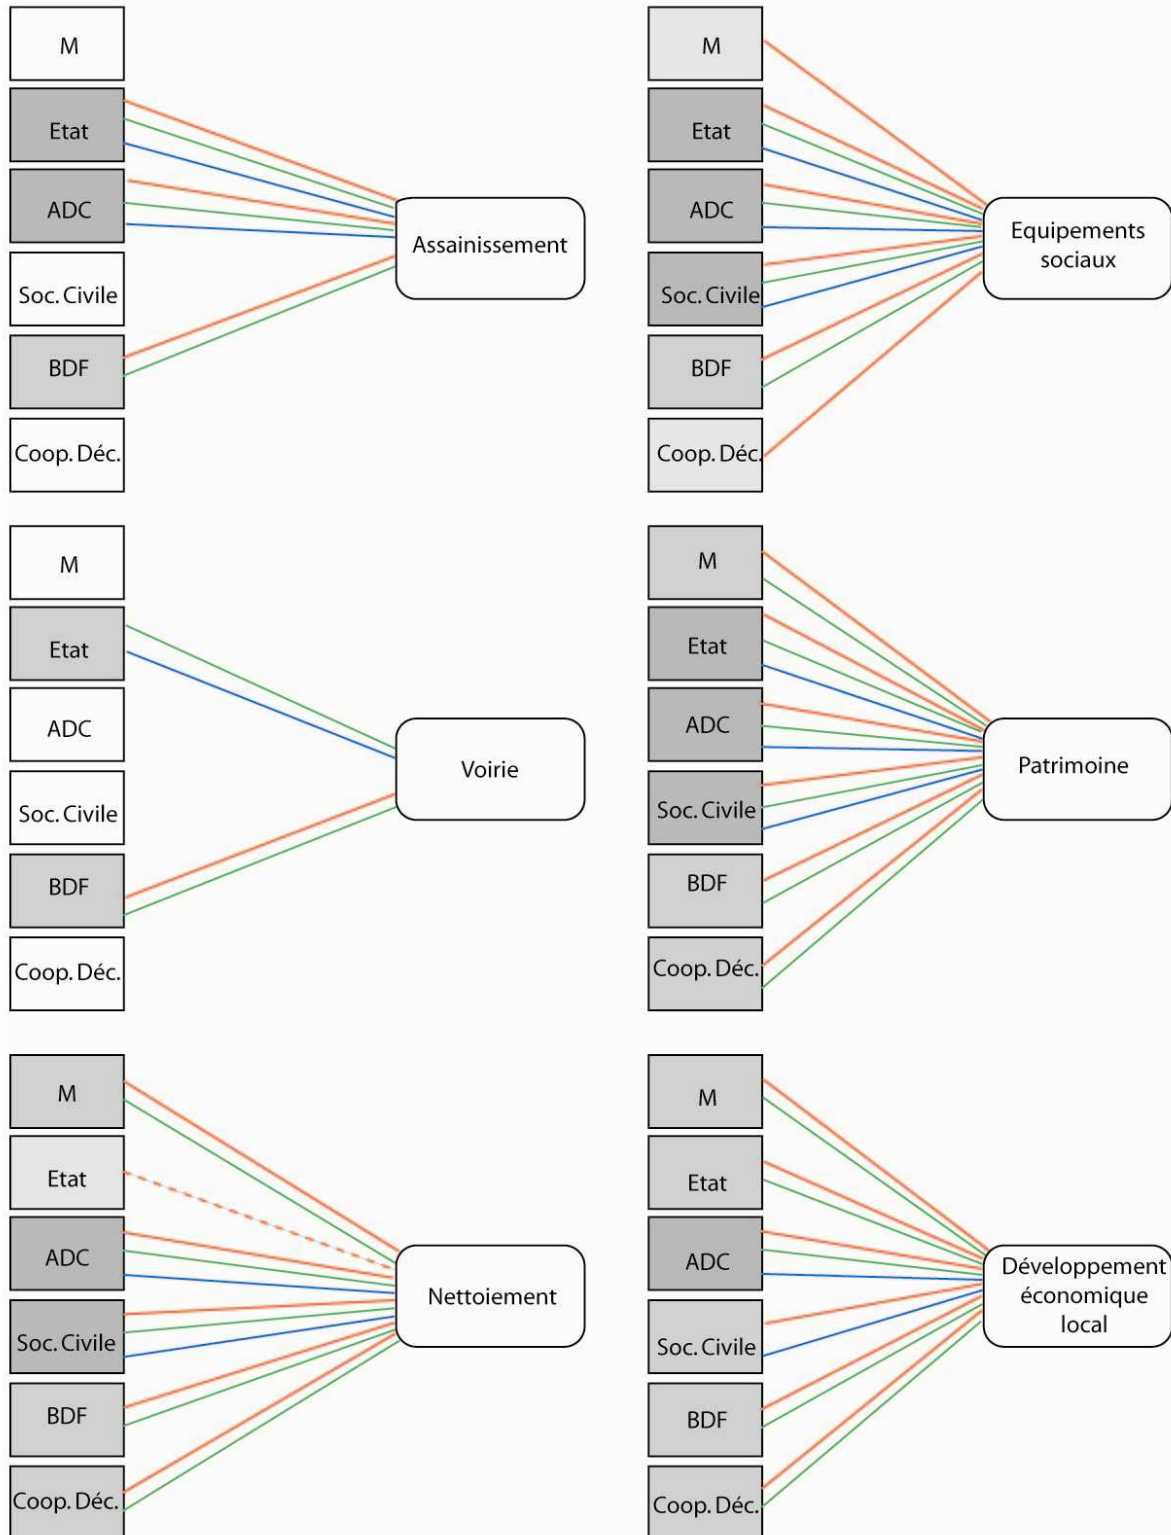 M
Etat
ADC
Soc. Civile
BDF
Coop. Déc.
Assainissement
M
Etat
ADC
Soc. Civile
BDF
Coop. Déc.
Equipements
sociaux
M
Etat
ADC
Soc. Civile
BDF
Coop. Déc.
Voirie
M
Etat
ADC
Soc. Civile
BDF
Coop. Déc.
Patrimoine
M
Etat
ADC
Soc. Civile
BDF
Coop. Déc.
Nettoiement
M
Etat
ADC
Soc. Civile
BDF
Coop. Déc.
Développement
économique
local